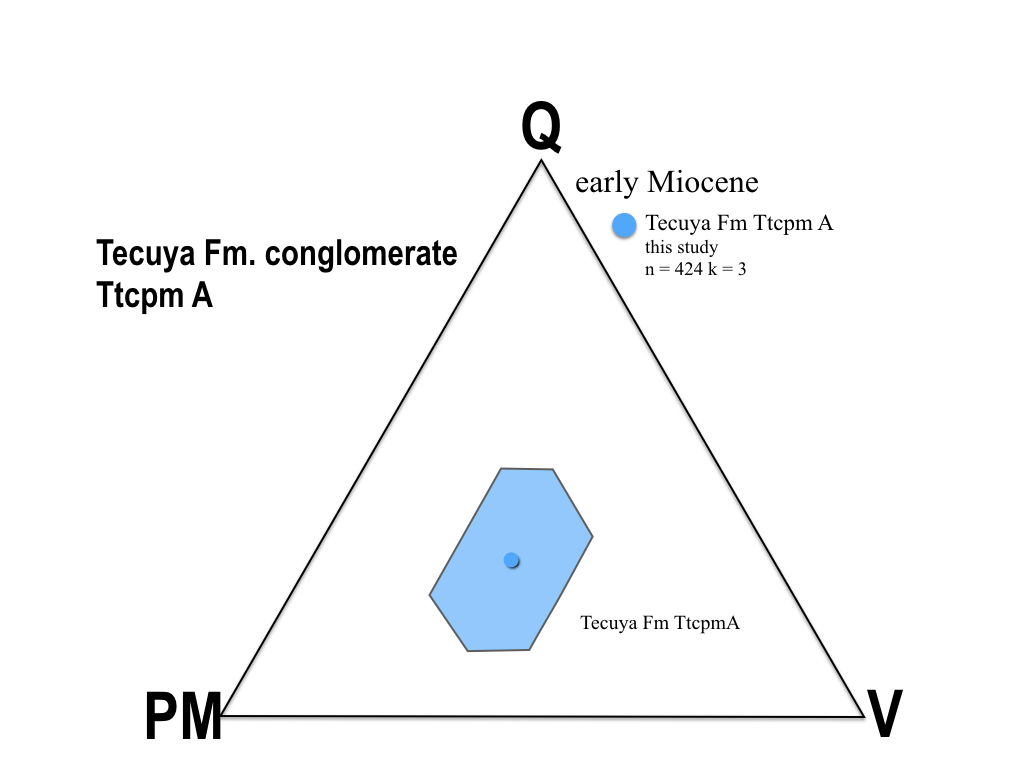 Q
early Miocene
Tecuya Fm Ttcpm A
this study
n = 424 k = 3
Tecuya Fm. conglomerate
Ttcpm A
Tecuya Fm TtcpmA
PM
V